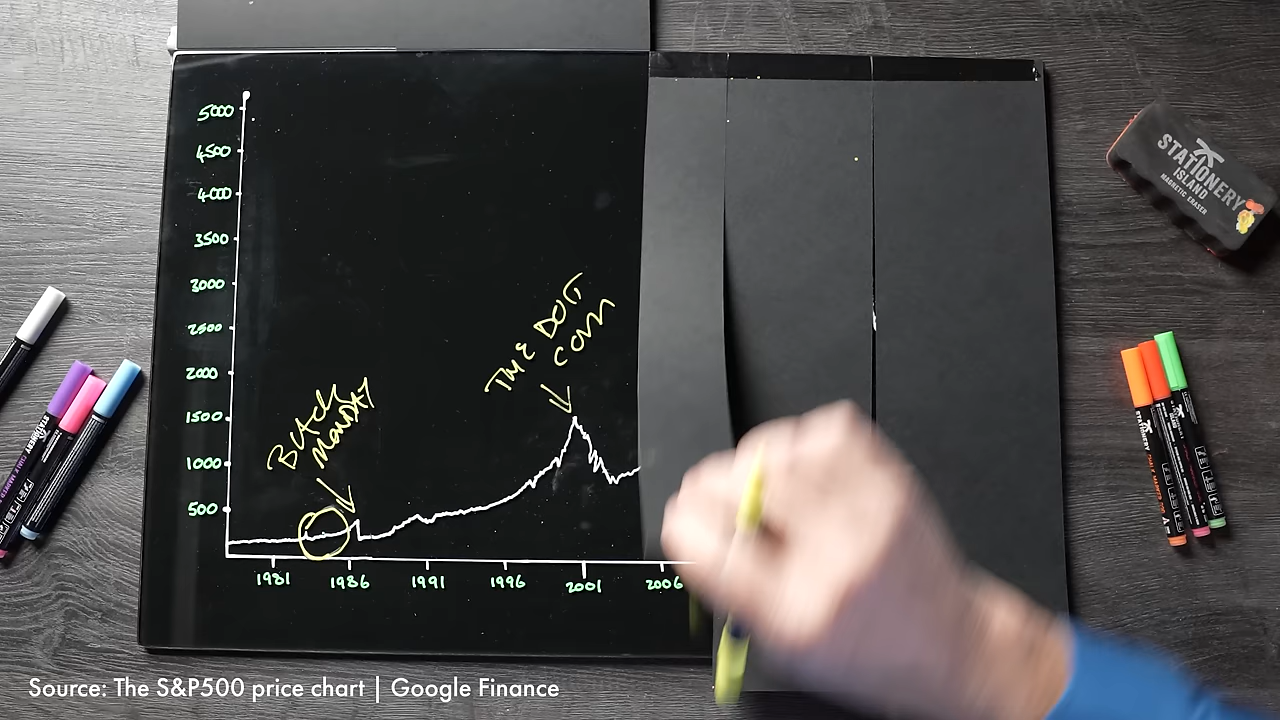 5000
4500
4000
3500
3000
2500
2000
1500
1000
500
BLACK
MONDAY
THE DOT
COM
1981
1986
1991
1996
2001
2006
STATIONERY
ISLAND
MAGNETIC ERASER
STATIONERY
Source: The S&P500 price chart | Google Finance